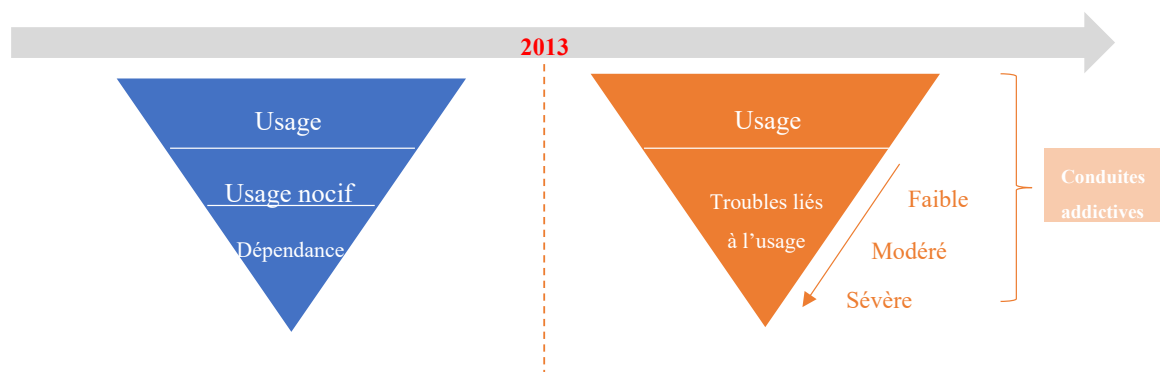 2013
Usage
Usage nocif
Dépendance
Usage
Troubles liés
à l’usage
Faible
Modéré
Sévère
Conduites
addictives